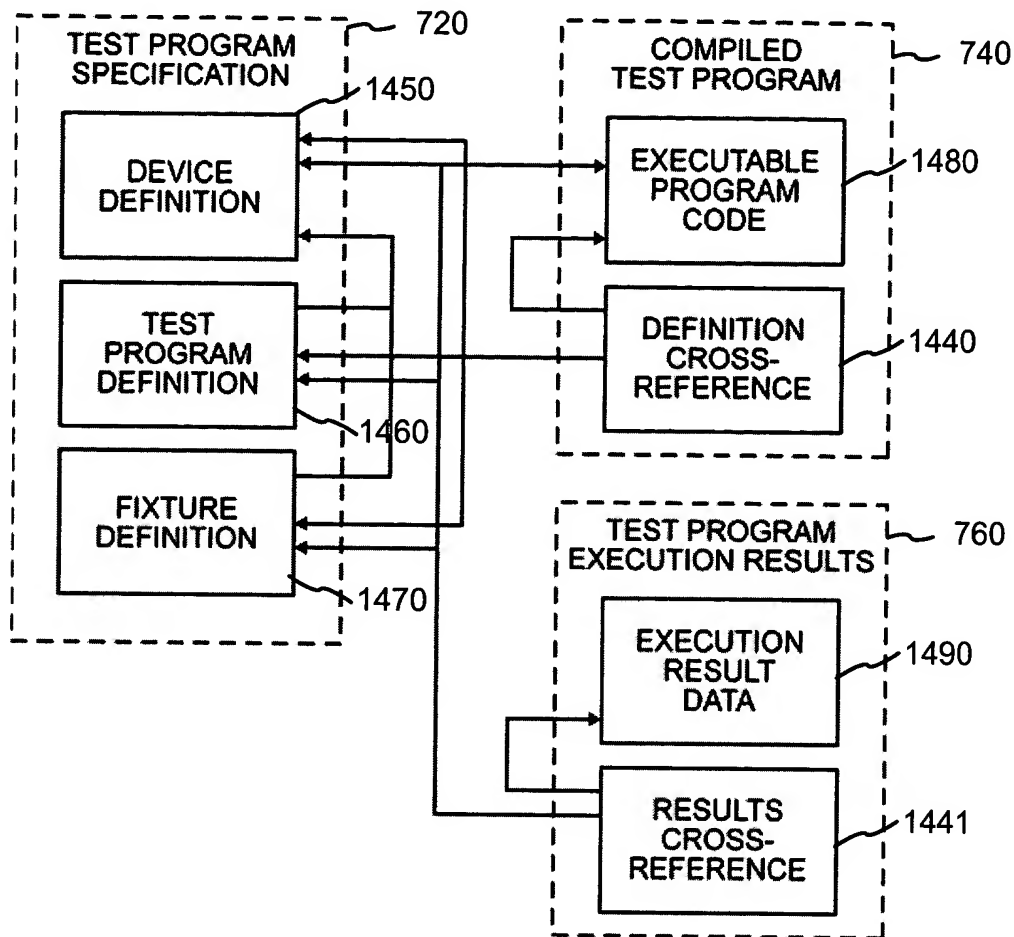 TEST PROGRAM
SPECIFICATION
720
1450
DEVICE
DEFINITION
TEST
PROGRAM
DEFINITION
1460
FIXTURE
DEFINITION
1470
COMPILED
TEST PROGRAM
740
EXECUTABLE
PROGRAM
CODE
1480
DEFINITION
CROSS-
REFERENCE
1440
TEST PROGRAM
EXECUTION RESULTS
760
EXECUTION
RESULT
DATA
1490
RESULTS
CROSS-
REFERENCE
1441